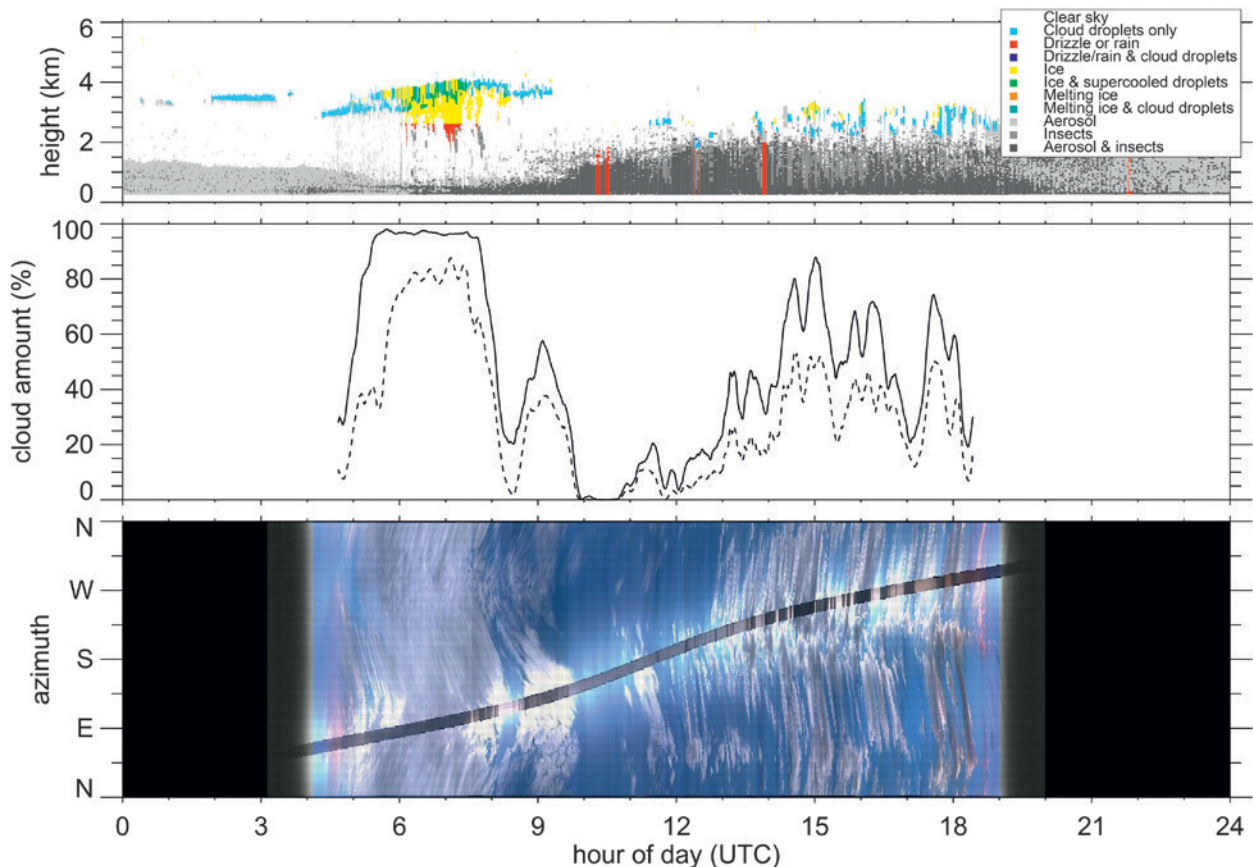 6
4
2
0
height (km)
Clear sky
Cloud droplets only
Drizzle or rain
Drizzle/rain & cloud droplets
Ice
Ice & supercooled droplets
Melting ice
Melting ice & cloud droplets
Aerosol
Insects
Aerosol & insects
100
80
60
40
20
0
cloud amount (%)
N
W
S
E
N
azimuth
0 3 6 9 12 15 18 21 24
hour of day (UTC)